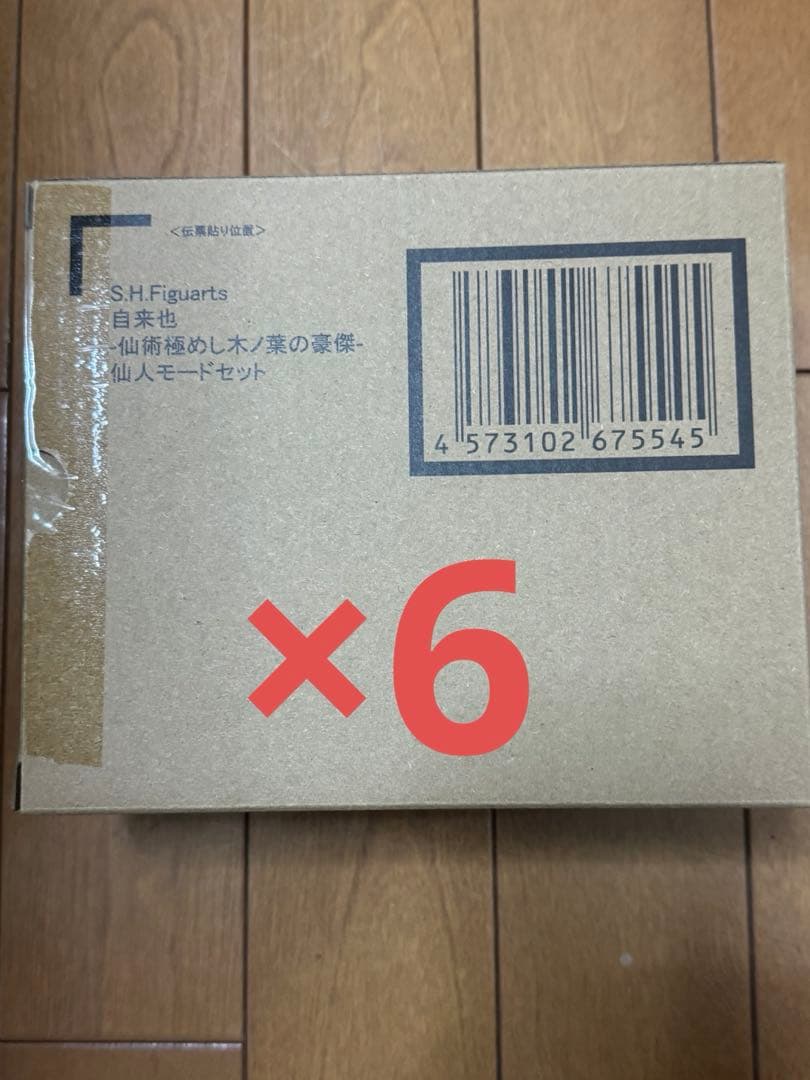 <伝票貼り位置>
S.H.Figuarts
自来也
-仙術極めし木ノ葉の豪傑-
仙人モードセット
4 573102 675545
×6